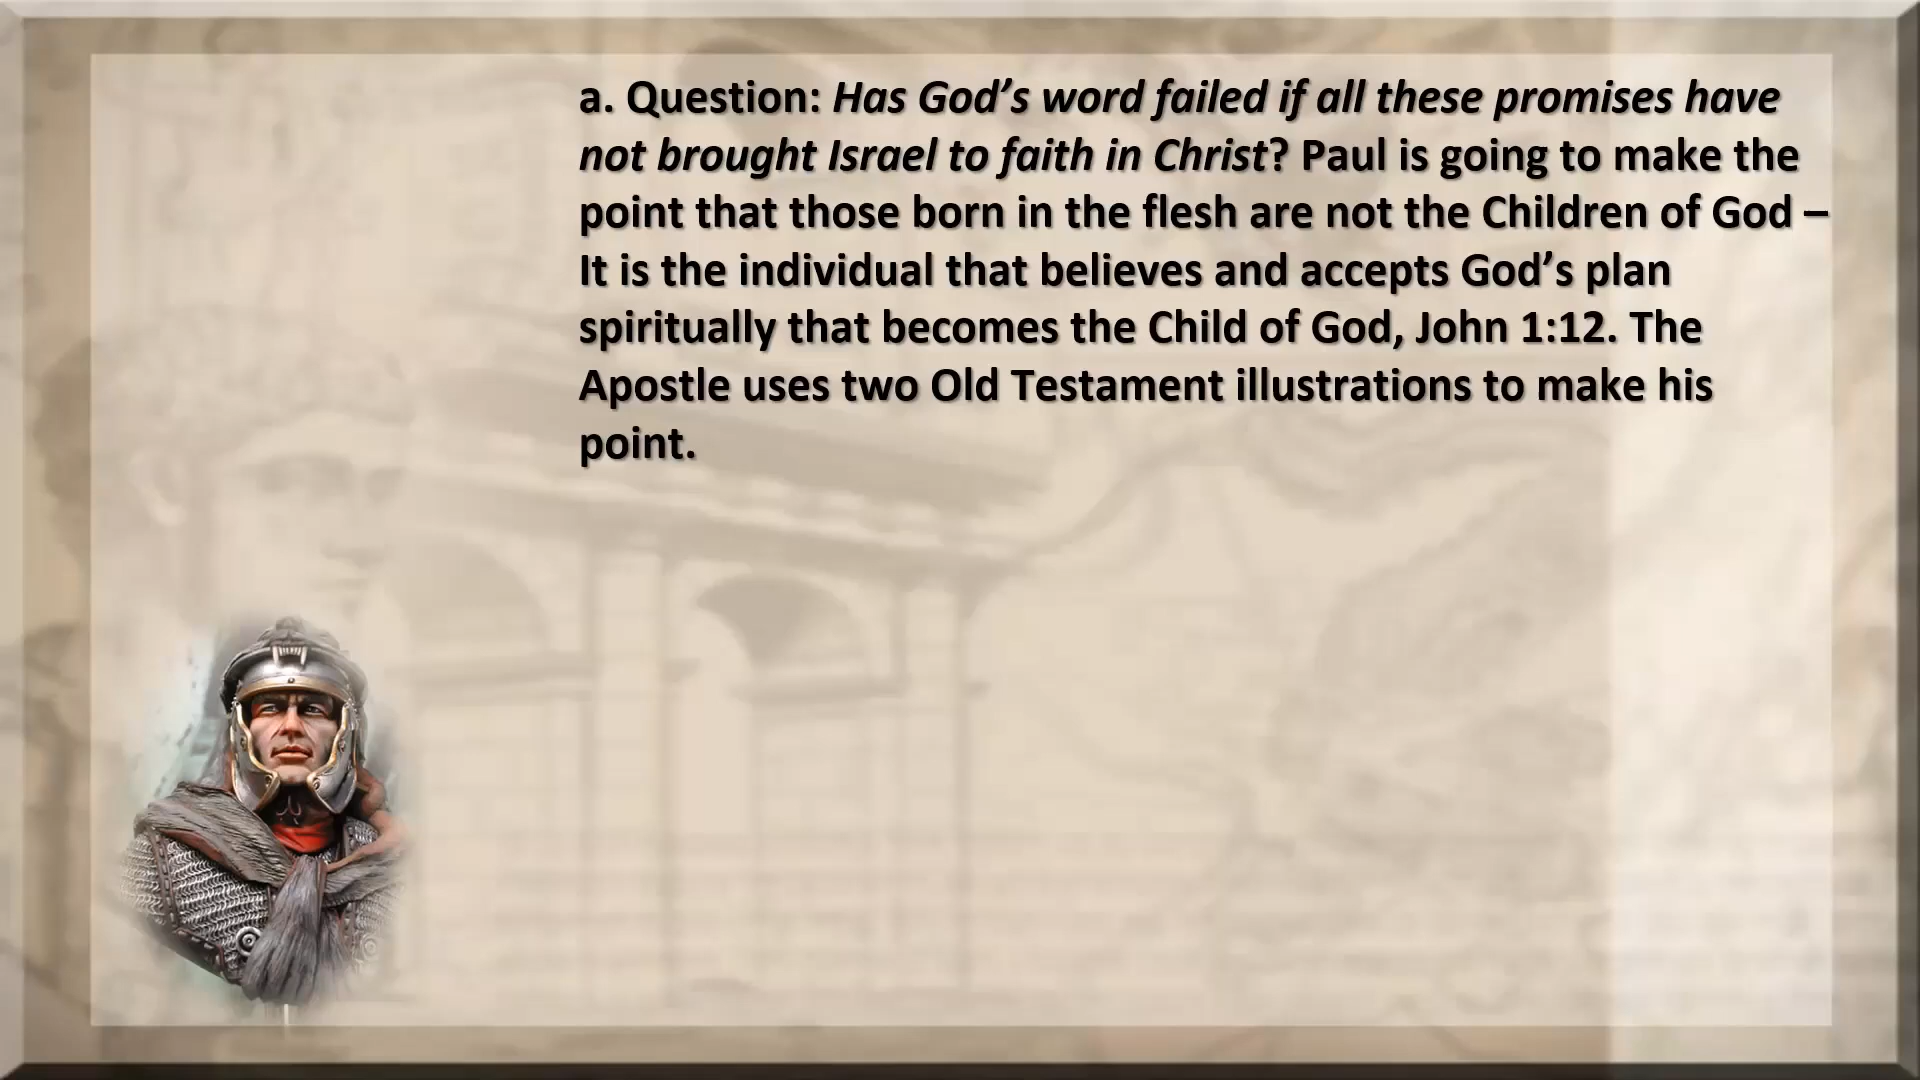 a. Question: Has God’s word failed if all these promises have
not brought Israel to faith in Christ? Paul is going to make the
point that those born in the flesh are not the Children of God –
It is the individual that believes and accepts God’s plan
spiritually that becomes the Child of God, John 1:12. The
Apostle uses two Old Testament illustrations to make his
point.